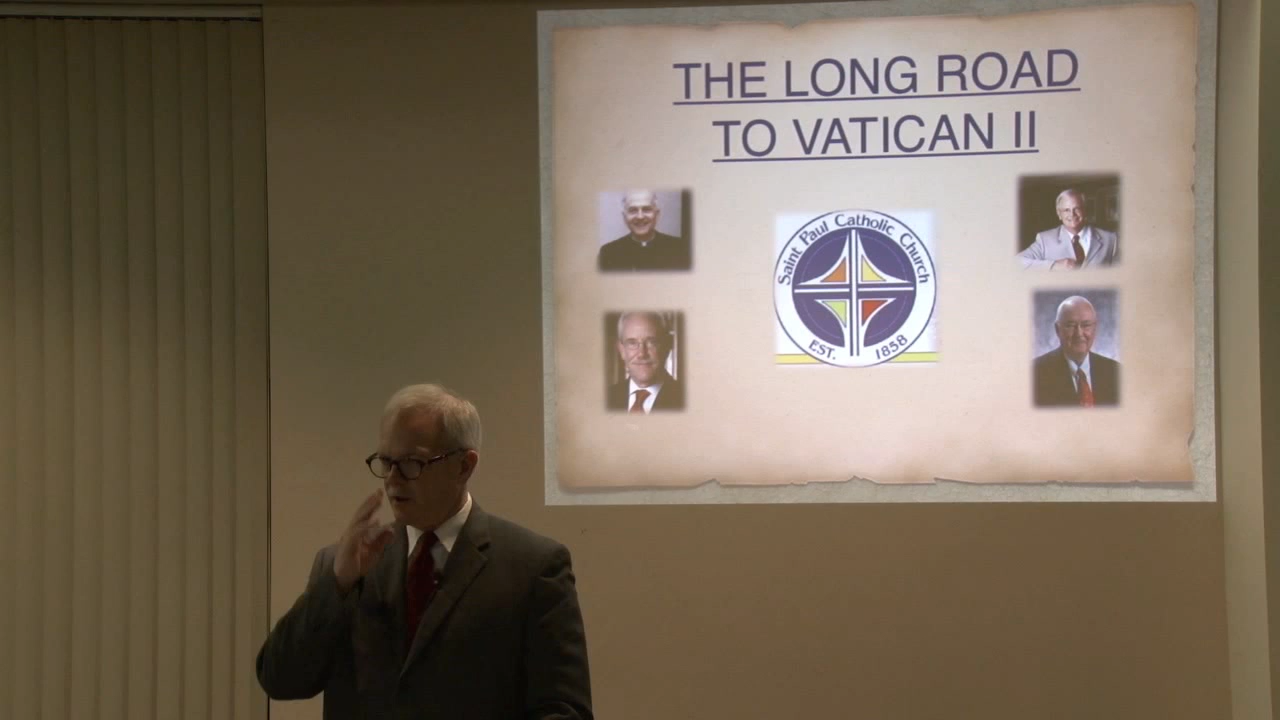 THE LONG ROAD
TO VATICAN II
Saint Paul Catholic Church
EST. 1858